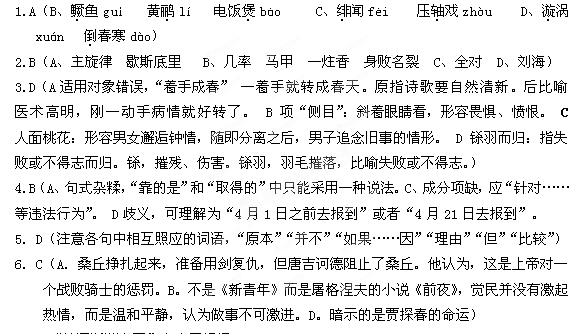 1.A（B、鳜鱼 guì　黄鹂 lí　电饭煲 bāo　C、绯闻 fēi　压轴戏 zhòu　D、漩涡
xuán　倒春寒 dào）
2.B（A、主旋律　歇斯底里　B、几率　马甲　一炷香　身败名裂　C、全对　D、刘海）
3.D（A 适用对象错误，“着手成春” 一着手就转成春天。原指诗歌要自然清新。后比喻
医术高明，刚一动手病情就好转了。 B 项“侧目”：斜着眼睛看，形容畏惧、愤恨。 C
人面桃花：形容男女邂逅钟情，随即分离之后，男子追念旧事的情形。 D 铩羽而归：指失
败或不得志而归。铩，摧残、伤害。铩羽，羽毛摧落，比喻失败或不得志。）
4.B（A、句式杂糅，“靠的是”和“取得的”中只能采用一种说法。C、成分项缺，应“针对……
等违法行为”。 D 歧义，可理解为“4 月 1 日之前去报到”或者“4 月 21 日去报到”．
5. D（注意各句中相互照应的词语，“原本”“并不”“如果……因”“理由”“但”“比较”）
6. C（A. 桑丘挣扎起来，准备用剑复仇，但唐吉诃德阻止了桑丘。他认为，这是上帝对一
个战败骑士的惩罚。B。不是《新青年》而是屠格涅夫的小说《前夜》，觉民并没有激起
热情，而是温和平静，认为做事不可激进。D。暗示的是贾探春的命运）